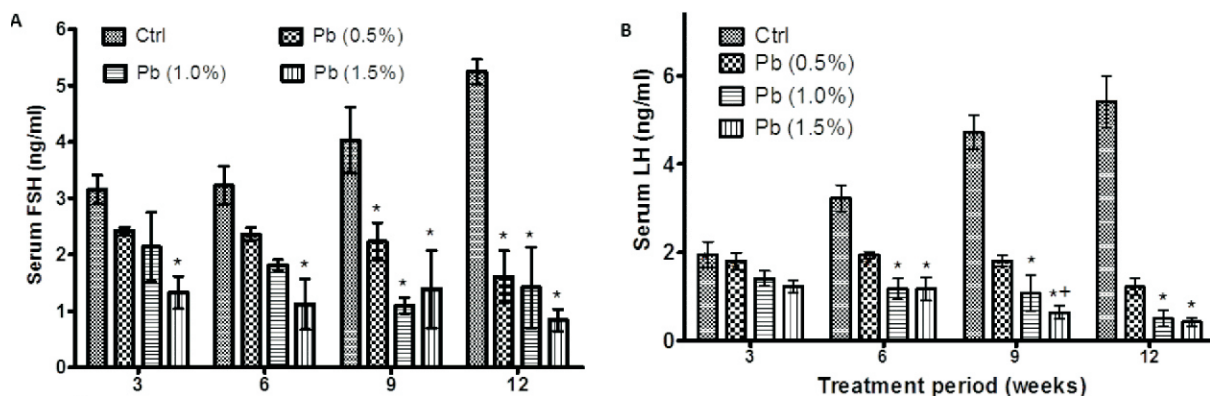 A
Serum FSH (ng/ml)
6
5
4
3
2
1
0
Ctrl
Pb (0.5%)
Pb (1.0%)
Pb (1.5%)
*
*
*
*
*
*
*
*
3
6
9
12
B
Serum LH (ng/ml)
6
4
2
0
Ctrl
Pb (0.5%)
Pb (1.0%)
Pb (1.5%)
*
*
*
*+
*
*
3
6
9
12
Treatment period (weeks)